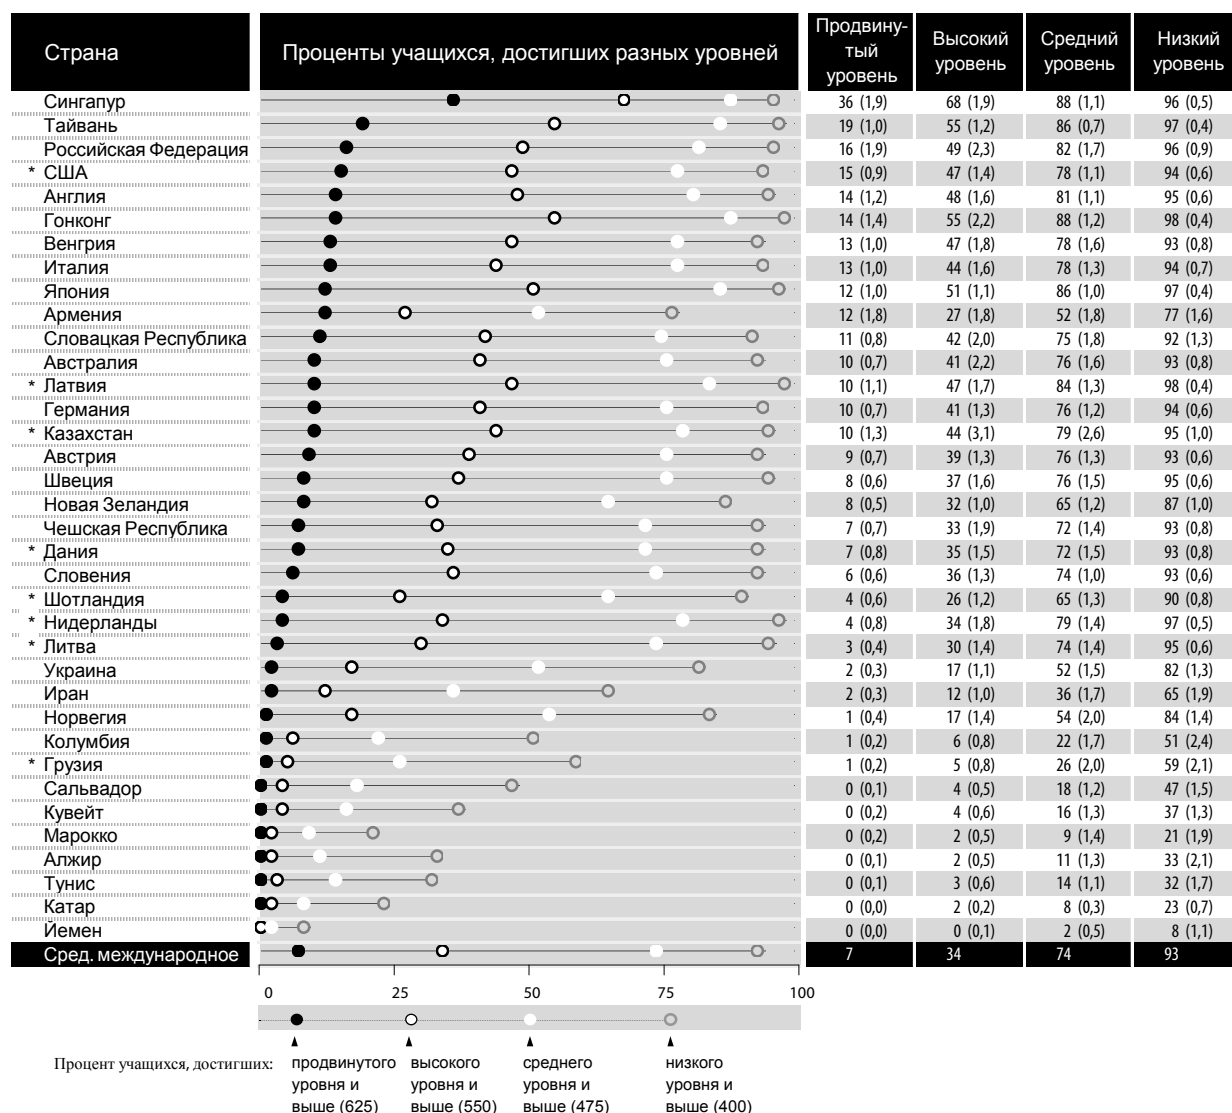 Страна Проценты учащихся, достигших разных уровней Продвину-тый уровень Высокий уровень Средний уровень Низкий уровень
Сингапур 36 (1,9) 68 (1,9) 88 (1,1) 96 (0,5)
Тайвань 19 (1,0) 55 (1,2) 86 (0,7) 97 (0,4)
Российская Федерация 16 (1,9) 49 (2,3) 82 (1,7) 96 (0,9)
* США 15 (0,9) 47 (1,4) 78 (1,1) 94 (0,6)
Англия 14 (1,2) 48 (1,6) 81 (1,1) 95 (0,6)
Гонконг 14 (1,4) 55 (2,2) 88 (1,2) 98 (0,4)
Венгрия 13 (1,0) 47 (1,8) 78 (1,6) 93 (0,8)
Италия 13 (1,0) 44 (1,6) 78 (1,3) 94 (0,7)
Япония 12 (1,0) 51 (1,1) 86 (1,0) 97 (0,4)
Армения 12 (1,8) 27 (1,8) 52 (1,8) 77 (1,6)
Словацкая Республика 11 (0,8) 42 (2,0) 75 (1,8) 92 (1,3)
Австралия 10 (0,7) 41 (2,2) 76 (1,6) 93 (0,8)
* Латвия 10 (1,1) 47 (1,7) 84 (1,3) 98 (0,4)
Германия 10 (0,7) 41 (1,3) 76 (1,2) 94 (0,6)
* Казахстан 10 (1,3) 44 (3,1) 79 (2,6) 95 (1,0)
Австрия 9 (0,7) 39 (1,3) 76 (1,3) 93 (0,6)
Швеция 8 (0,6) 37 (1,6) 76 (1,5) 95 (0,6)
Новая Зеландия 8 (0,5) 32 (1,0) 65 (1,2) 87 (1,0)
Чешская Республика 7 (0,7) 33 (1,9) 72 (1,4) 93 (0,8)
* Дания 7 (0,8) 35 (1,5) 72 (1,5) 93 (0,8)
Словения 6 (0,6) 36 (1,3) 74 (1,0) 93 (0,6)
* Шотландия 4 (0,6) 26 (1,2) 65 (1,3) 90 (0,8)
* Нидерланды 4 (0,8) 34 (1,8) 79 (1,4) 97 (0,5)
* Литва 3 (0,4) 30 (1,4) 74 (1,4) 95 (0,6)
Украина 2 (0,3) 17 (1,1) 52 (1,5) 82 (1,3)
Иран 2 (0,3) 12 (1,0) 36 (1,7) 65 (1,9)
Норвегия 1 (0,4) 17 (1,4) 54 (2,0) 84 (1,4)
Колумбия 1 (0,2) 6 (0,8) 22 (1,7) 51 (2,4)
* Грузия 1 (0,2) 5 (0,8) 26 (2,0) 59 (2,1)
Сальвадор 0 (0,1) 4 (0,5) 18 (1,2) 47 (1,5)
Кувейт 0 (0,2) 4 (0,6) 16 (1,3) 37 (1,3)
Марокко 0 (0,2) 2 (0,5) 9 (1,4) 21 (1,9)
Алжир 0 (0,1) 2 (0,5) 11 (1,3) 33 (2,1)
Тунис 0 (0,1) 3 (0,6) 14 (1,1) 32 (1,7)
Катар 0 (0,0) 2 (0,2) 8 (0,3) 23 (0,7)
Йемен 0 (0,0) 0 (0,1) 2 (0,5) 8 (1,1)
Сред. международное 7 34 74 93
0 25 50 75 100
Процент учащихся, достигших: продвинутого высокого среднего низкого
уровня и уровня и уровня и уровня и
выше (625) выше (550) выше (475) выше (400)